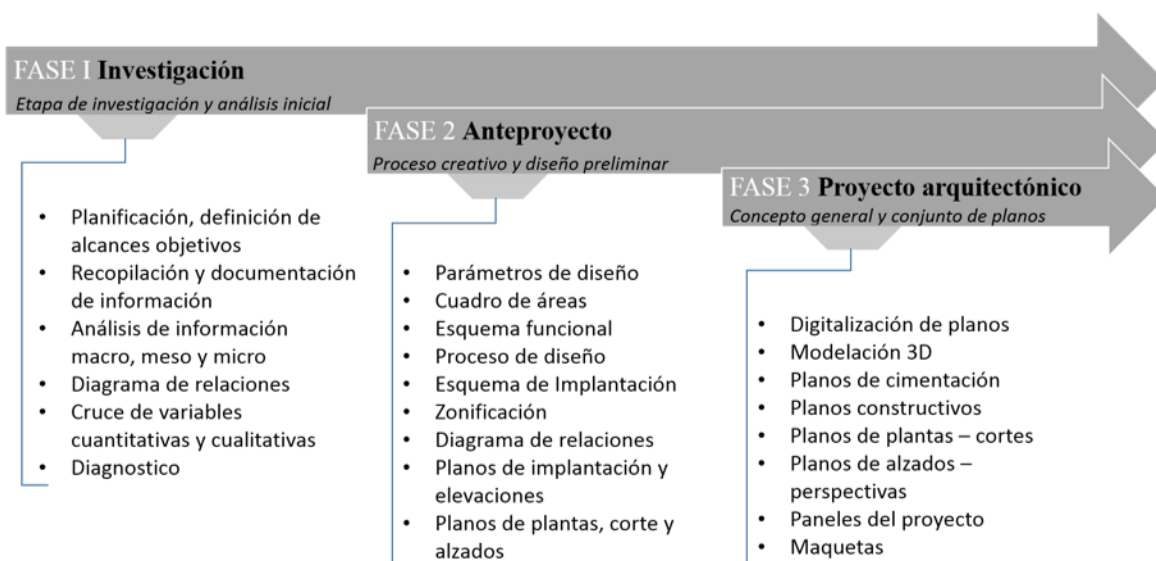 FASE I Investigación
Etapa de investigación y análisis inicial
• Planificación, definición de
alcances objetivos
• Recopilación y documentación
de información
• Análisis de información
macro, meso y micro
• Diagrama de relaciones
• Cruce de variables
cuantitativas y cualitativas
• Diagnostico
FASE 2 Anteproyecto
Proceso creativo y diseño preliminar
• Parámetros de diseño
• Cuadro de áreas
• Esquema funcional
• Proceso de diseño
• Esquema de Implantación
• Zonificación
• Diagrama de relaciones
• Planos de implantación y
elevaciones
• Planos de plantas, corte y
alzados
FASE 3 Proyecto arquitectónico
Concepto general y conjunto de planos
• Digitalización de planos
• Modelación 3D
• Planos de cimentación
• Planos constructivos
• Planos de plantas – cortes
• Planos de alzados –
perspectivas
• Paneles del proyecto
• Maquetas